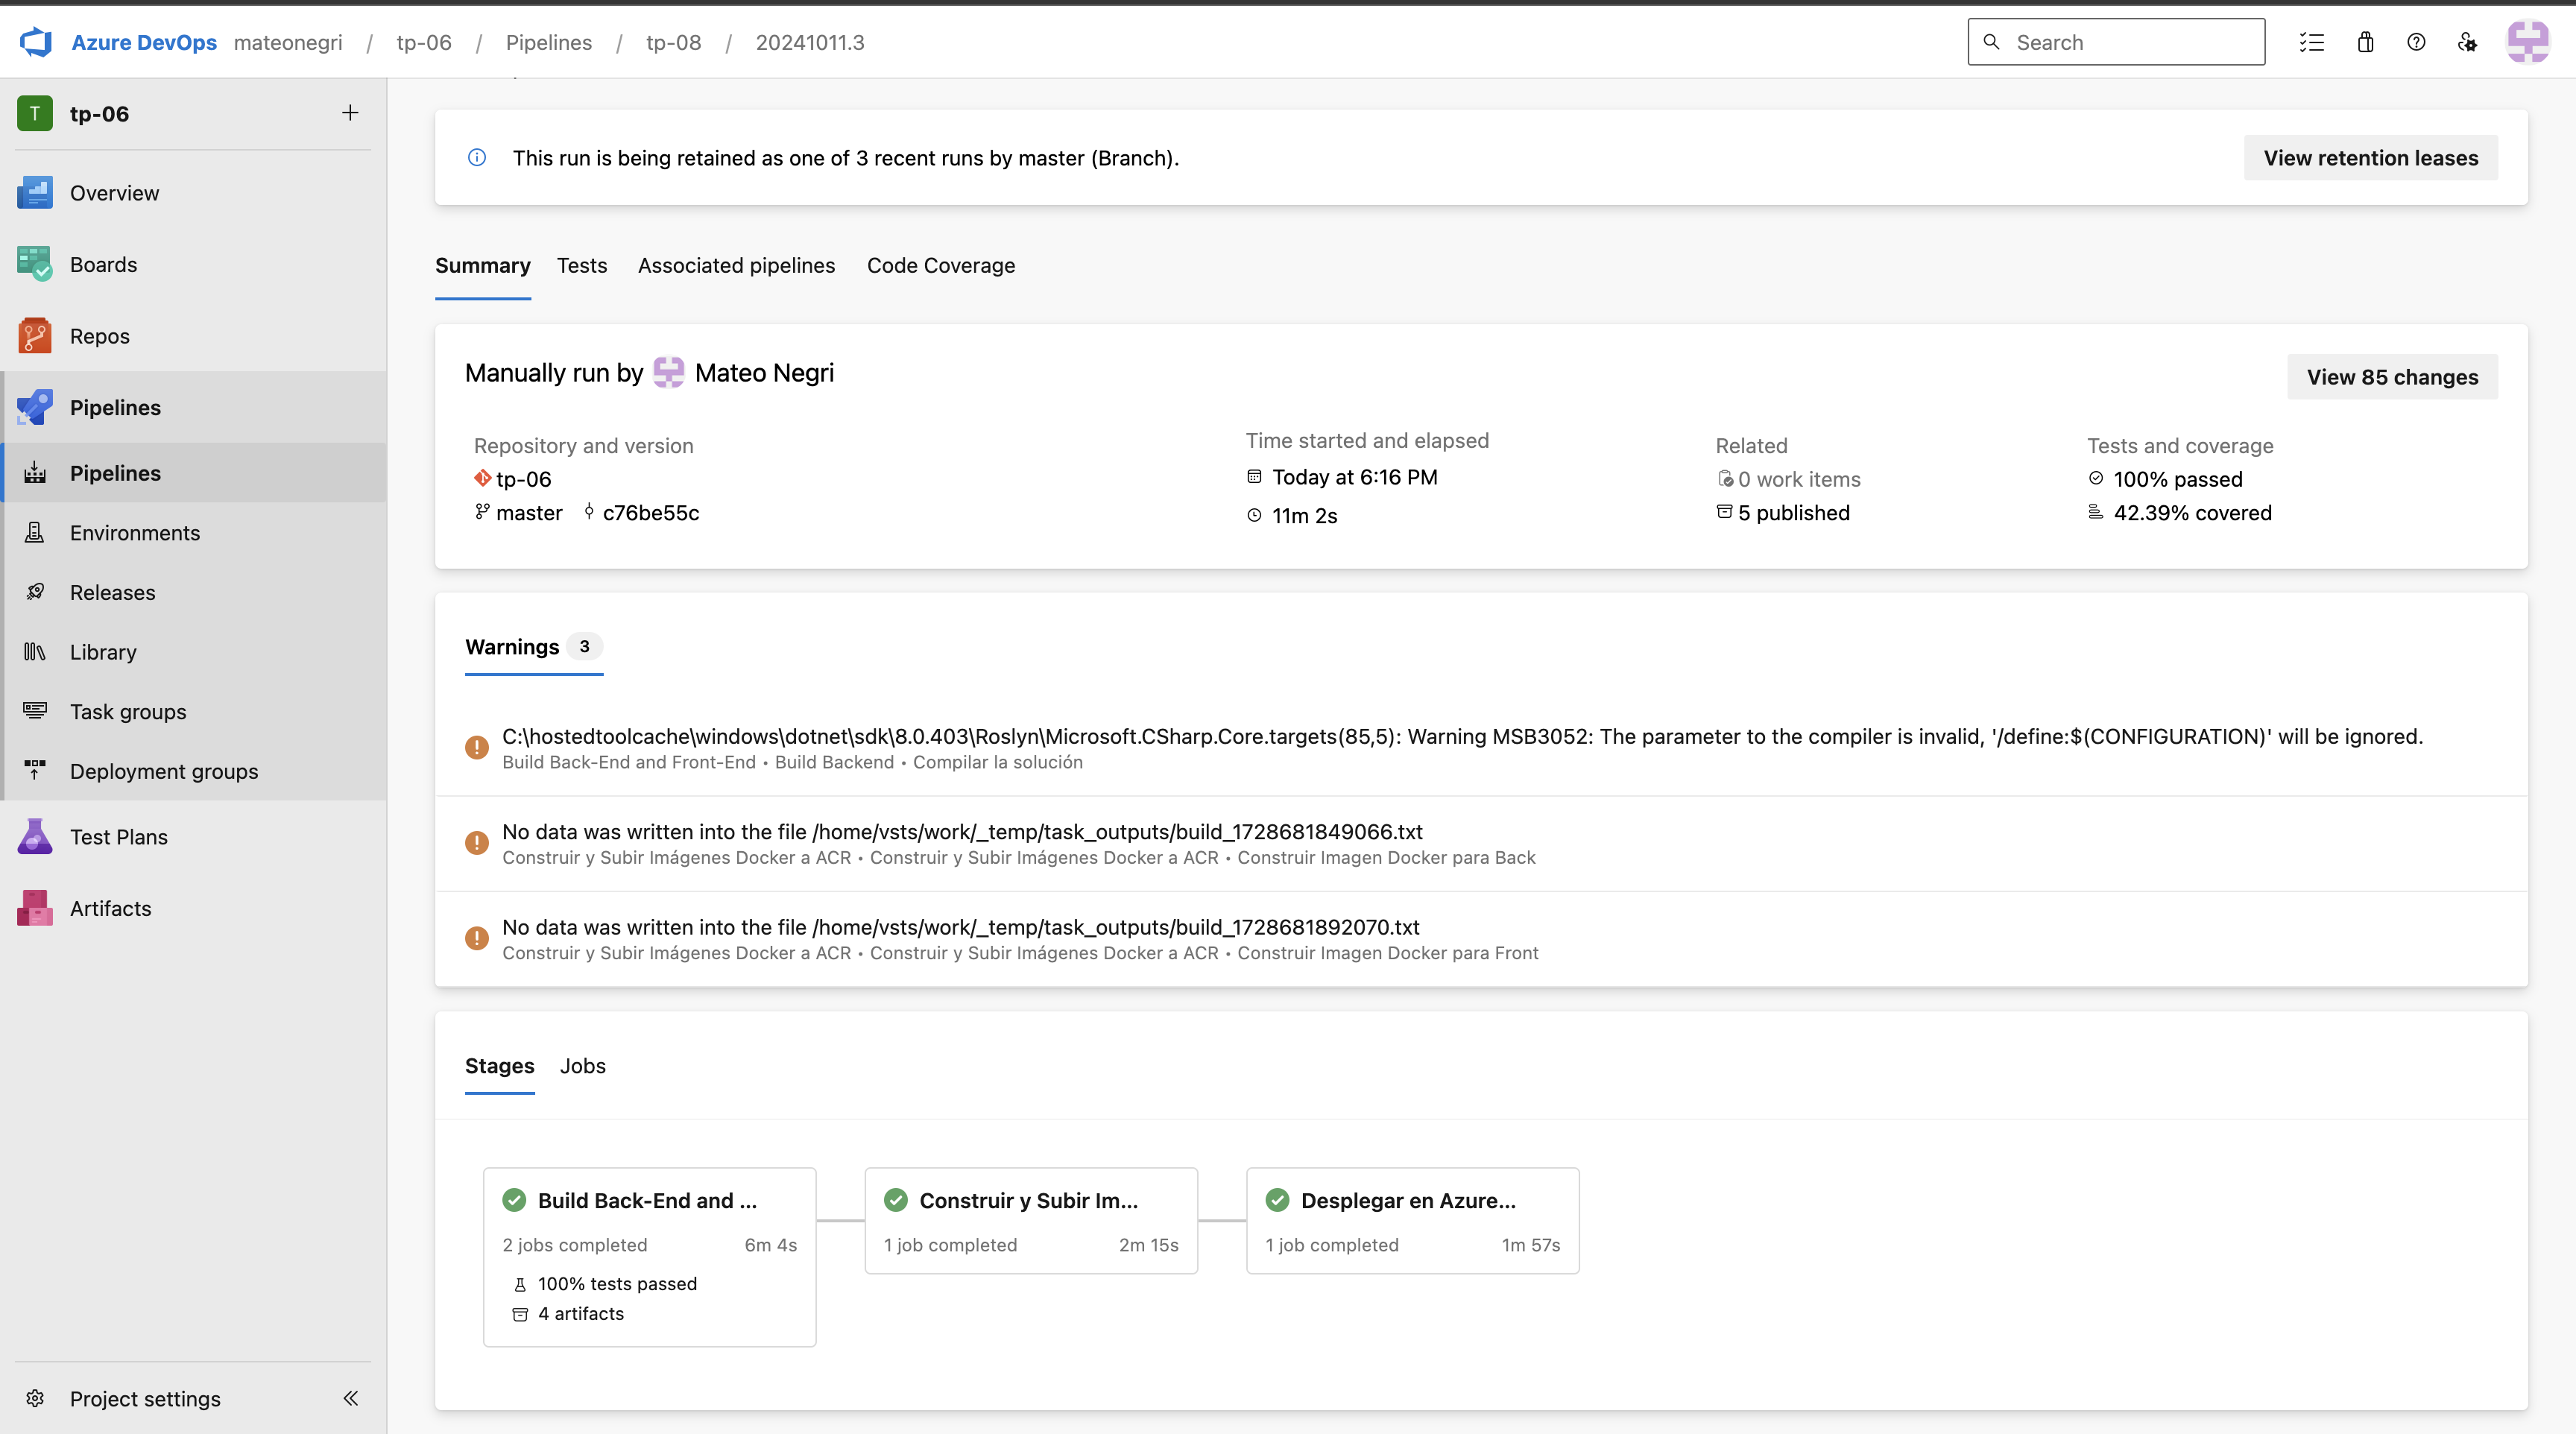 Azure DevOps mateonegri / tp-06 / Pipelines / tp-08 / 20241011.3
Search
T tp-06
Overview
Boards
Repos
Pipelines
Pipelines
Environments
Releases
Library
Task groups
Deployment groups
Test Plans
Artifacts
Project settings
This run is being retained as one of 3 recent runs by master (Branch).
View retention leases
Summary Tests Associated pipelines Code Coverage
Manually run by Mateo Negri
View 85 changes
Repository and version
tp-06
master c76be55c
Time started and elapsed
Today at 6:16 PM
11m 2s
Related
0 work items
5 published
Tests and coverage
100% passed
42.39% covered
Warnings 3
C:\hostedtoolcache\windows\dotnet\sdk\8.0.403\Roslyn\Microsoft.CSharp.Core.targets(85,5): Warning MSB3052: The parameter to the compiler is invalid, '/define:$(CONFIGURATION)' will be ignored.
Build Back-End and Front-End • Build Backend • Compilar la solución
No data was written into the file /home/vsts/work/_temp/task_outputs/build_1728681849066.txt
Construir y Subir Imágenes Docker a ACR • Construir y Subir Imágenes Docker a ACR • Construir Imagen Docker para Back
No data was written into the file /home/vsts/work/_temp/task_outputs/build_1728681892070.txt
Construir y Subir Imágenes Docker a ACR • Construir y Subir Imágenes Docker a ACR • Construir Imagen Docker para Front
Stages Jobs
Build Back-End and ...
2 jobs completed 6m 4s
100% tests passed
4 artifacts
Construir y Subir Im...
1 job completed 2m 15s
Desplegar en Azure...
1 job completed 1m 57s